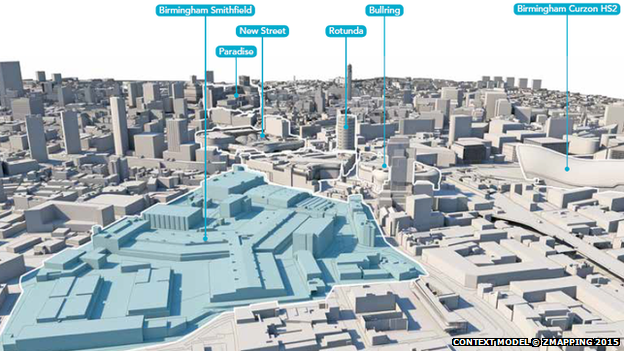 Birmingham Smithfield
Bullring
Birmingham Curzon HS2
New Street
Rotunda
Paradise
CONTEXT MODEL © ZMAPPING 2015